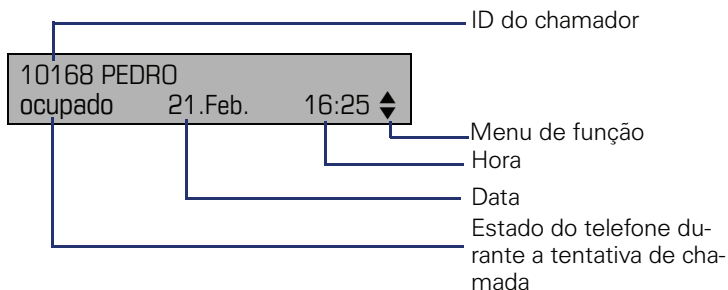 ID do chamador
10168 PEDRO
ocupado 21.Feb. 16:25
Menu de função
Hora
Data
Estado do telefone du-
rante a tentativa de cha-
mada